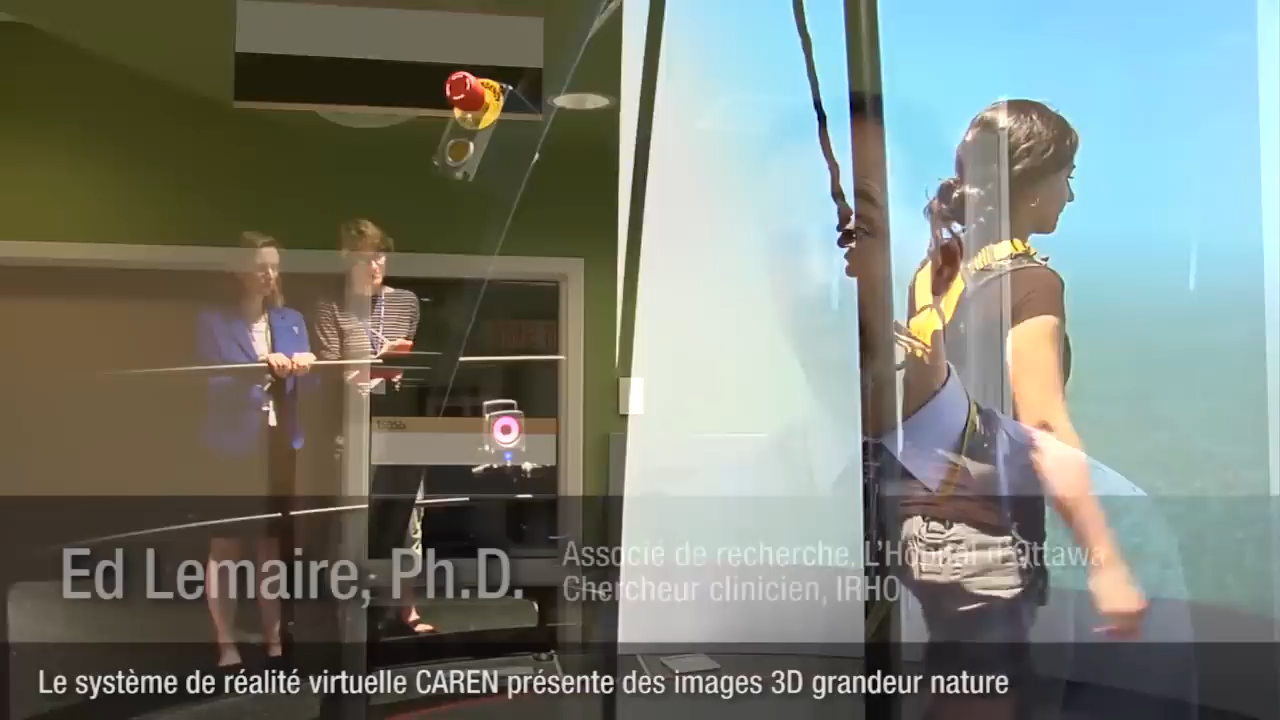 15056
Ed Lemaire, Ph.D.
Associé de recherche, L'Hôpital d'Ottawa
Chercheur clinicien, IRHO
Le système de réalité virtuelle CAREN présente des images 3D grandeur nature